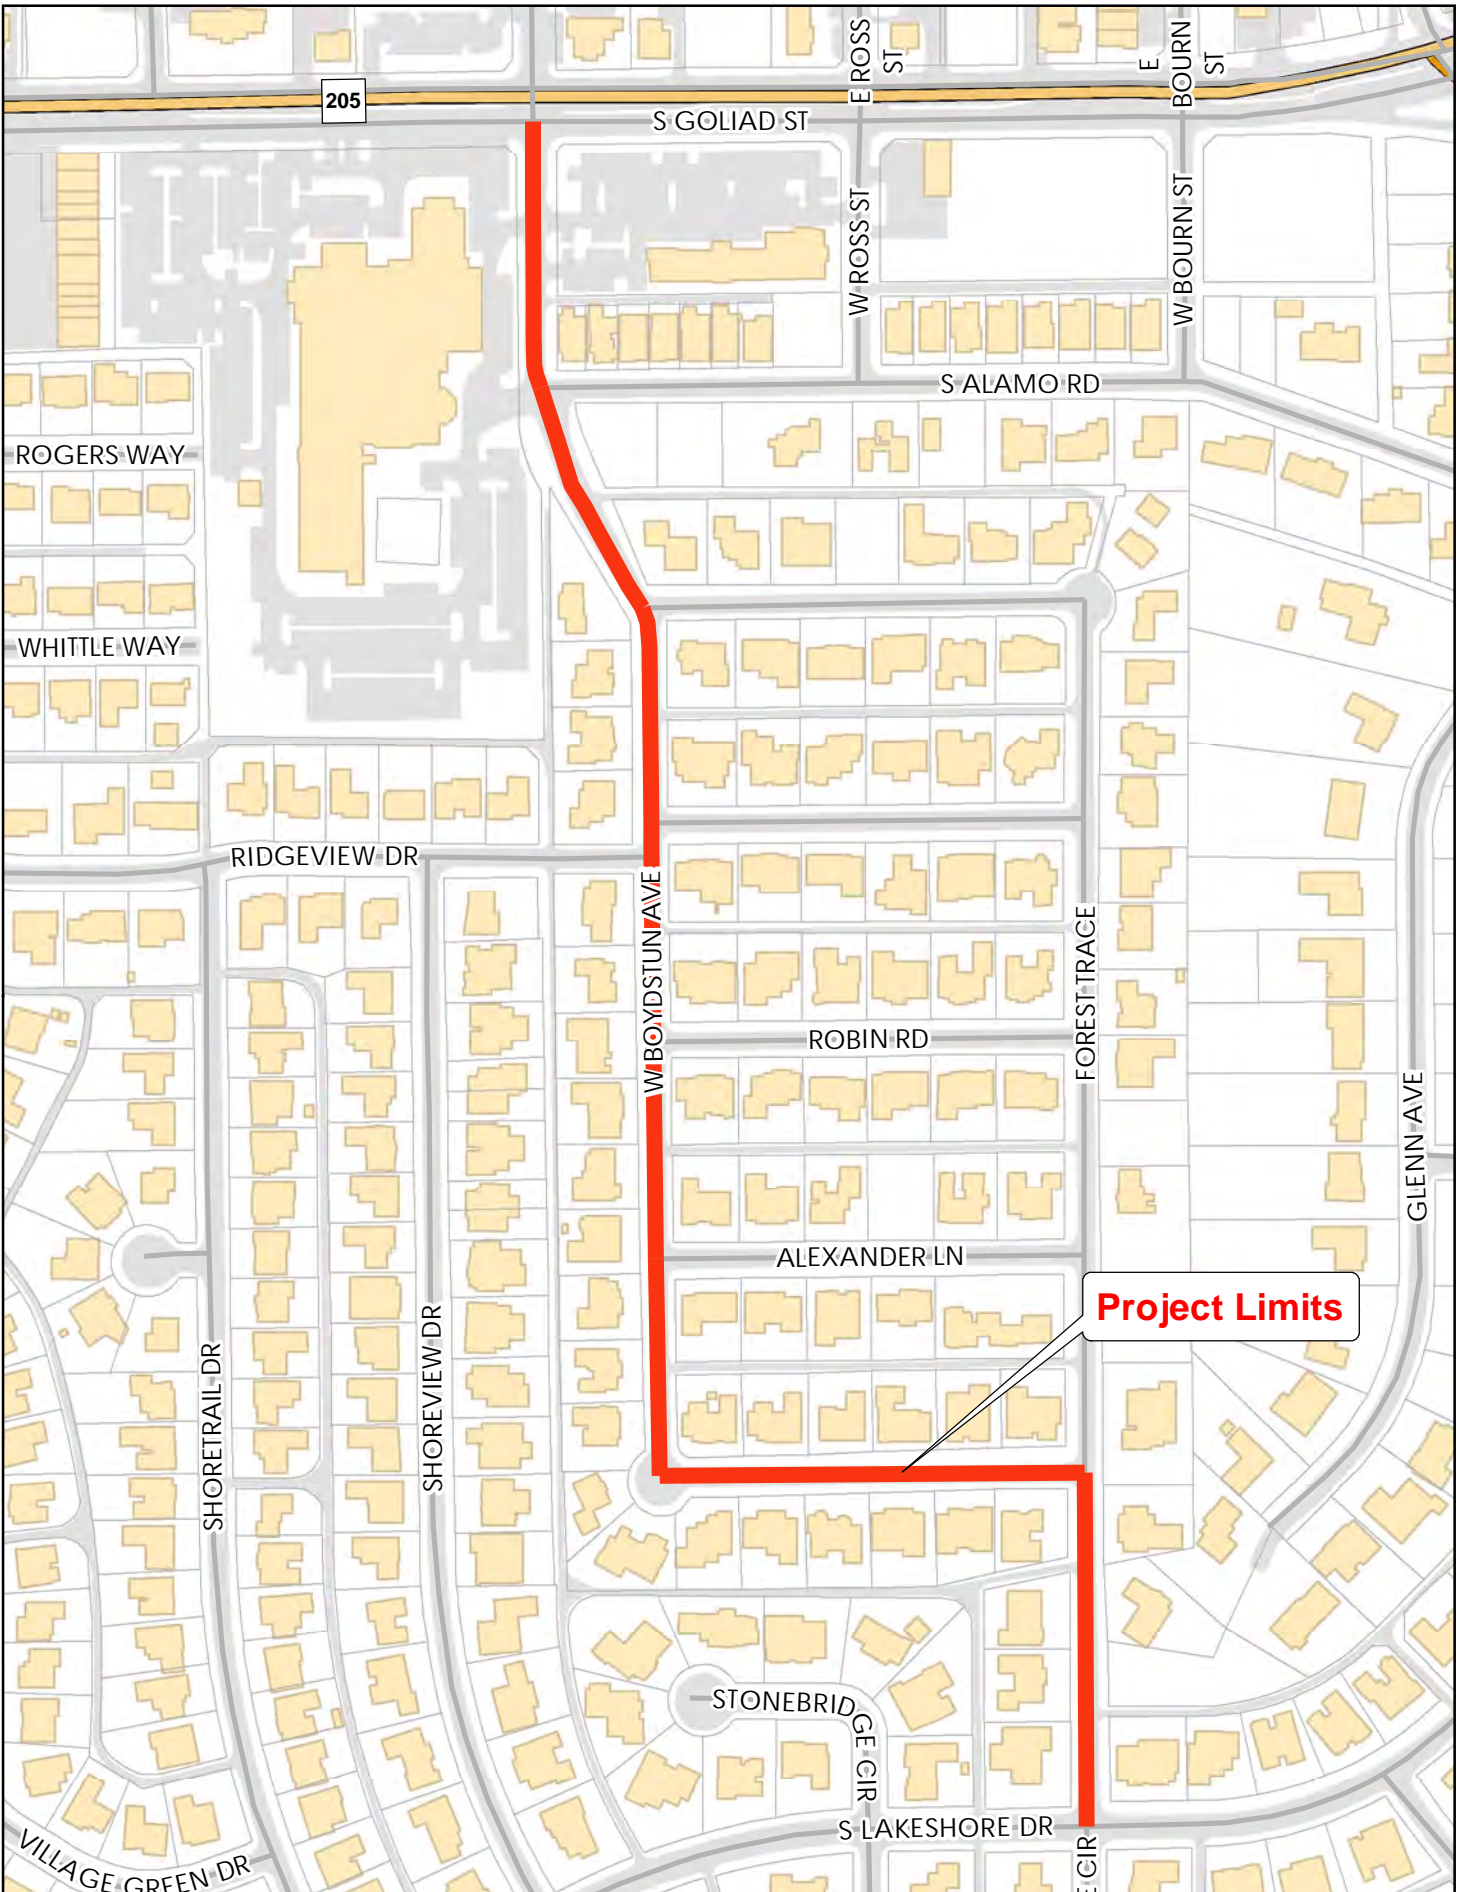 E ROSS
ST
E
BOURN
ST
205
S GOLIAD ST
W ROSS ST
W BOURN ST
S ALAMO RD
ROGERS WAY
WHITTLE WAY
RIDGEVIEW DR
W BOYDSTUN AVE
FOREST TRACE
ROBIN RD
GLENN AVE
ALEXANDER LN
Project Limits
SHORETRAIL DR
SHOREVIEW DR
STONEBRIDGE CIR
S LAKESHORE DR
E CIR
VILLAGE GREEN DR